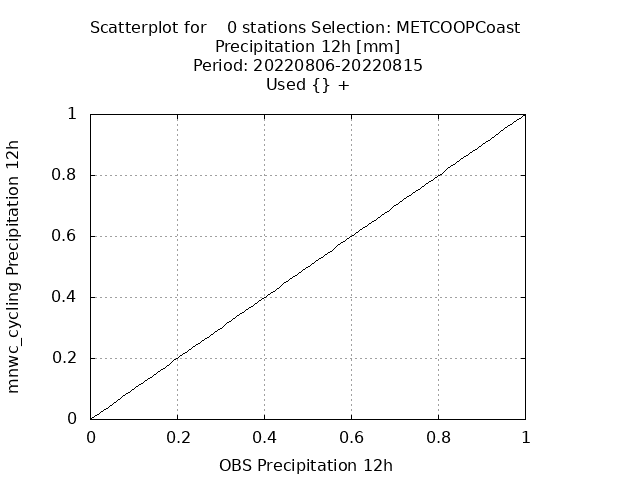 Scatterplot for    0 stations Selection: METCOOPCoast
Precipitation 12h [mm]
Period: 20220806-20220815
Used {} +
mnwc_cycling Precipitation 12h
1
0.8
0.6
0.4
0.2
0
0 0.2 0.4 0.6 0.8 1
OBS Precipitation 12h